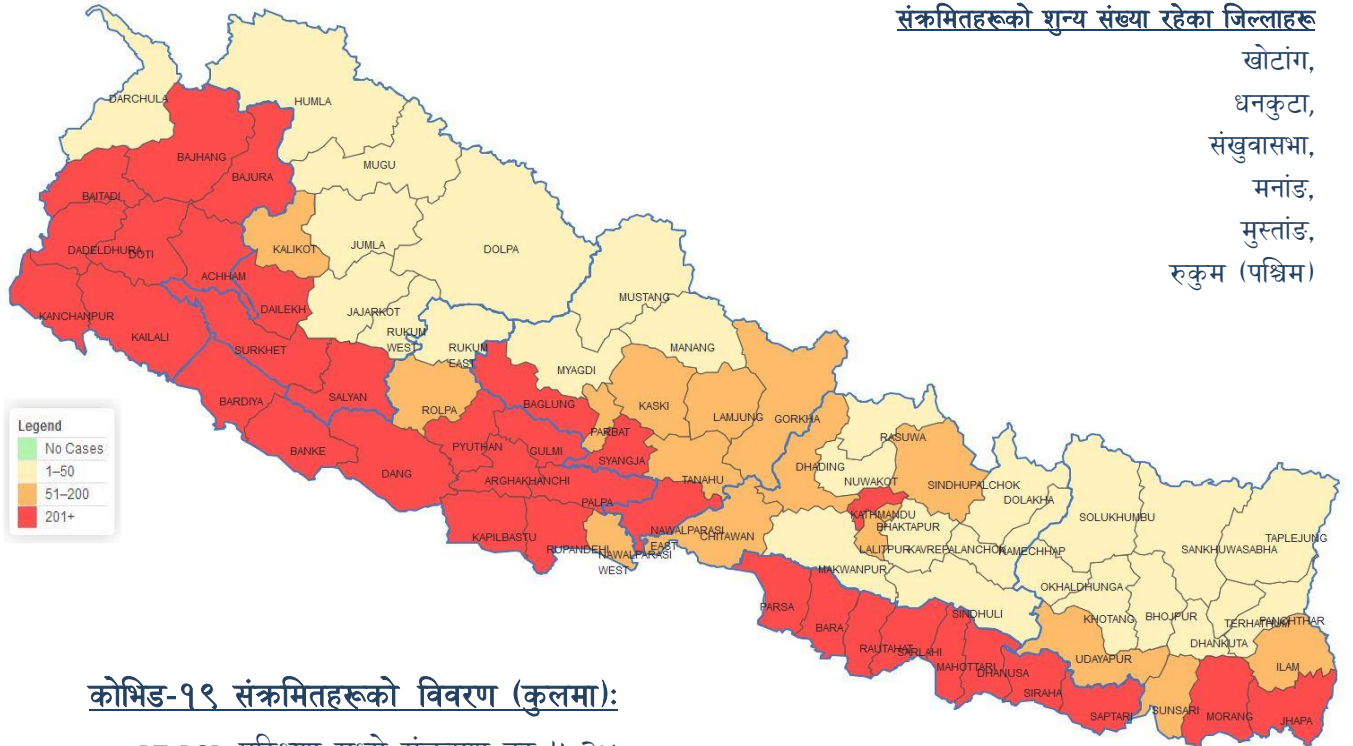 संक्रमितहरूको शुन्य संख्या रहेका जिल्लाहरू
खोटांग,
धनकुटा,
संखुवासभा,
मनांङ,
मुस्तांङ,
रुकुम (पश्चिम)
DARCHULA
HUMLA
BAJHANG
MUGU
BAJURA
BAITADI
DADELDHURA
DOTI
KALIKOT
JUMLA
DOLPA
ACHHAM
DAILEKH
MUSTANG
KANCHANPUR
JAJARKOT
KAILALI
RUKUM
WEST
RUKUM
EAST
MANANG
SURKHET
MYAGDI
BARDIYA
SALYAN
ROLPA
BAGLUNG
KASKI
LAMJUNG
GORKHA
PARBAT
RASUWA
BANKE
PYUTHAN
GULMI
SYANGJA
DANG
ARGHAKHANCHI
TANAHU
DHADING
NUWAKOT
SINDHUPALCHOK
DOLAKHA
PALPA
KATHMANDU
BHAKTAPUR
SOLUKHUMBU
KAPILBASTU
RUPANDEHI
NAWALPARASI
EAST
CHITAWAN
NAWALPARASI
WEST
LALITPUR
KAVREPALANCHOK
RAMECHHAP
SANKHUWASABHA
TAPLEJUNG
MAKWANPUR
OKHALDHUNGA
PARSA
SINDHULI
KHOTANG
BHOJPUR
TERHATHUM
PANCHTHAR
BARA
DHANKUTA
RAUTAHAT
SARLAHI
MAHOTTARI
DHANUSA
UDAYAPUR
ILAM
SIRAHA
SAPTARI
SUNSARI
MORANG
JHAPA
Legend
No Cases
1–50
51–200
201+
कोभिड-१९ संक्रमितहरूको विवरण (कुलमा):